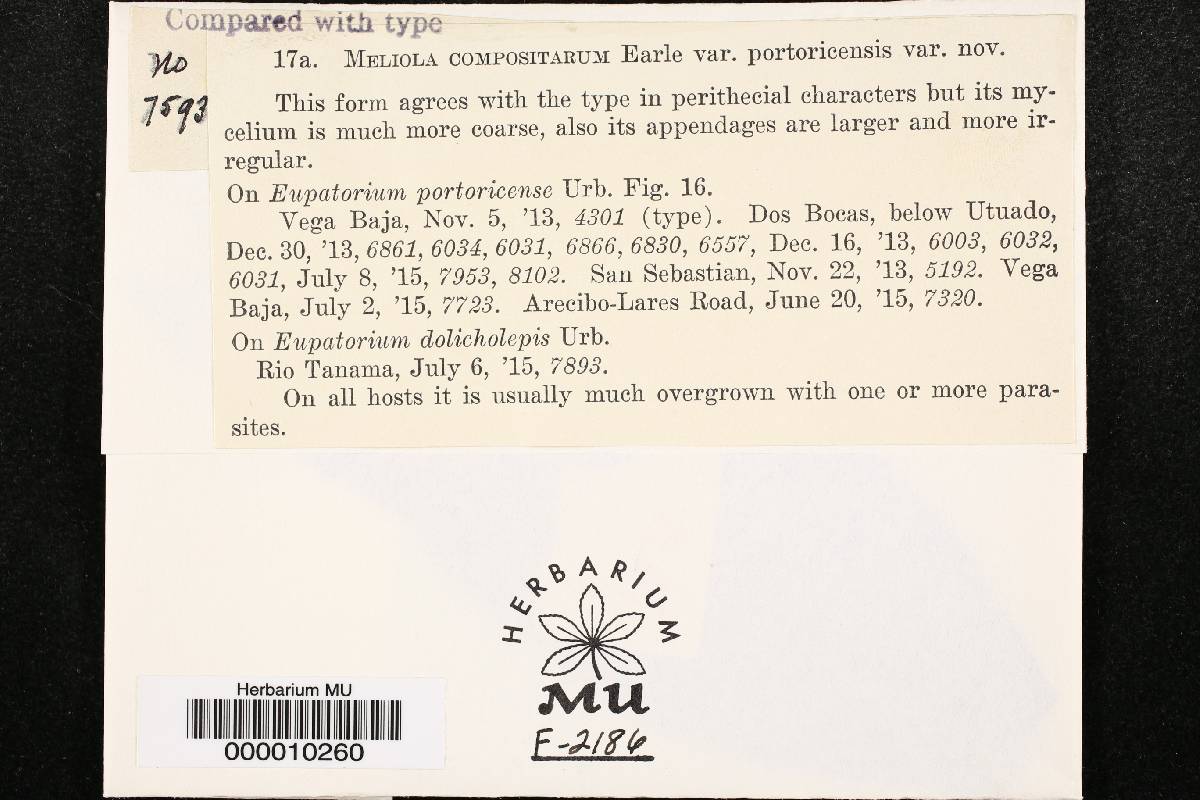 Compared with type
No
7593
17a. MELIOLA COMPOSITARUM Earle var. portoricensis var. nov.
This form agrees with the type in perithecial characters but its my-
celium is much more coarse, also its appendages are larger and more ir-
regular.
On Eupatorium portoricense Urb. Fig. 16.
Vega Baja, Nov. 5, '13, 4301 (type). Dos Bocas, below Utuado,
Dec. 30, '13, 6861, 6034, 6031, 6866, 6830, 6557, Dec. 16, '13, 6003, 6032,
6031, July 8, '15, 7953, 8102. San Sebastian, Nov. 22, '13, 5192. Vega
Baja, July 2, '15, 7723. Arecibo-Lares Road, June 20, '15, 7320.
On Eupatorium dolicholepis Urb.
Rio Tanama, July 6, '15, 7893.
On all hosts it is usually much overgrown with one or more para-
sites.
HERBARIUM
MU
F-2186
Herbarium MU
000010260